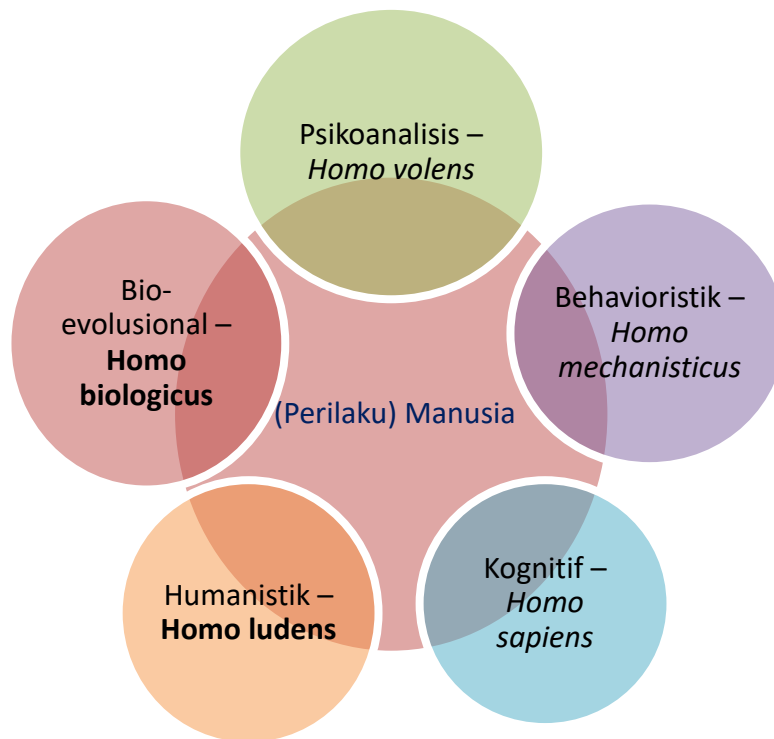 Psikoanalisis –
Homo volens
Behavioristik –
Homo
mechanisticus
Kognitif –
Homo
sapiens
Humanistik –
Homo ludens
Bio-
evolusional –
Homo
biologicus
(Perilaku) Manusia